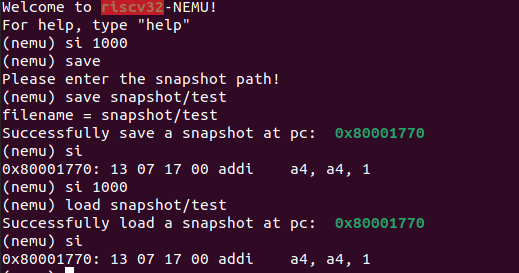 Welcome to riscv32-NEMU!
For help, type "help"
(nemu) si 1000
(nemu) save
Please enter the snapshot path!
(nemu) save snapshot/test
filename = snapshot/test
Successfully save a snapshot at pc:  0x80001770
(nemu) si
0x80001770: 13 07 17 00 addi    a4, a4, 1
(nemu) si 1000
(nemu) load snapshot/test
Successfully load a snapshot at pc:  0x80001770
(nemu) si
0x80001770: 13 07 17 00 addi    a4, a4, 1
(nemu)